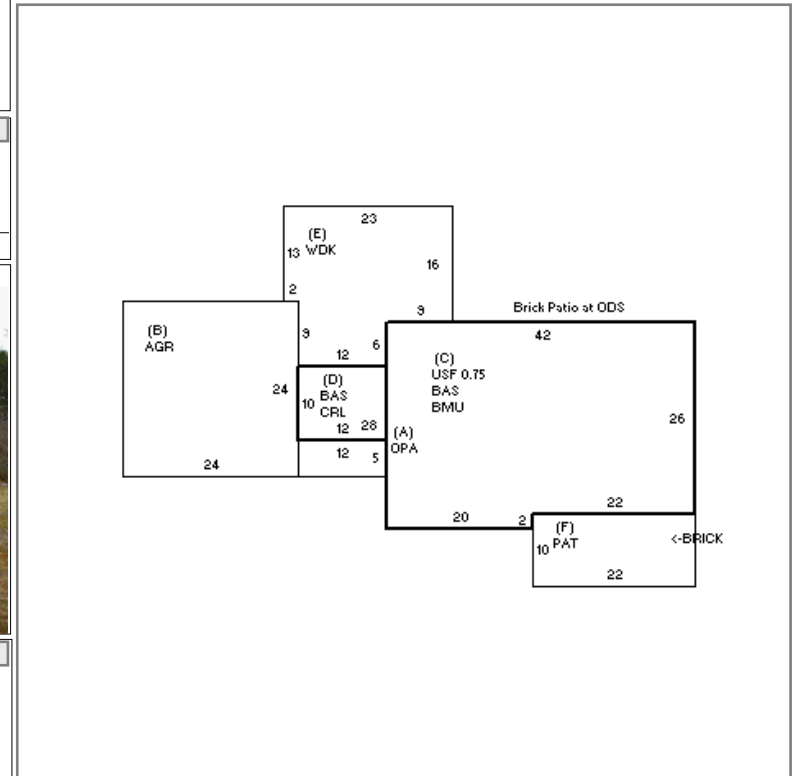 23
(E)
13 WDK
16
2
9
Brick Patio at ODS
(B)
AGR
9
6
42
12
(C)
USF 0.75
BAS
BMU
(D)
BAS
CRL
24
10
26
12 28
(A)
OPA
12
5
24
22
20
2
(F)
PAT
10
<-BRICK
22